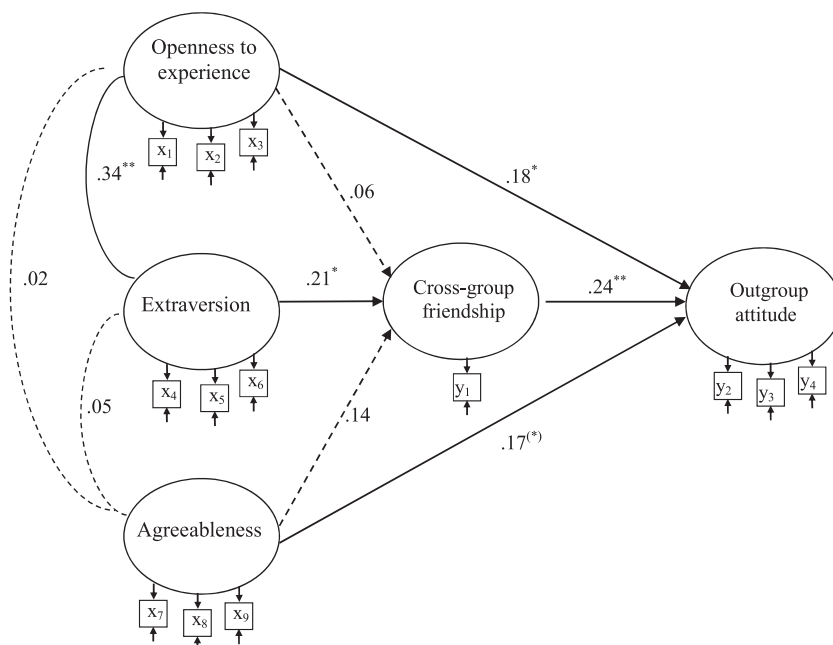 Openness to
experience
x₁
x₂
x₃
.34**
.18*
.06
.02
Extraversion
.21*
Cross-group
friendship
.24**
Outgroup
attitude
x₄
x₅
x₆
y₁
y₂
y₃
y₄
.05
.14
.17(*)
Agreeableness
x₇
x₈
x₉